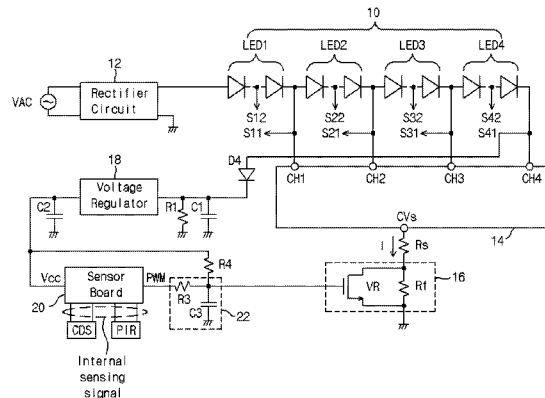 10
LED1 LED2 LED3 LED4
12
VAC
Rectifier
Circuit
S12 S22 S32 S42
S11 S21 S31 S41
18
D4
CH1 CH2 CH3 CH4
C2
Voltage
Regulator
R1 C1
CVs
14
I
Rs
R4
16
Vcc
Sensor
Board
PWM
R3
VR
Rf
20
C3
22
CDS PIR
Internal
sensing
signal